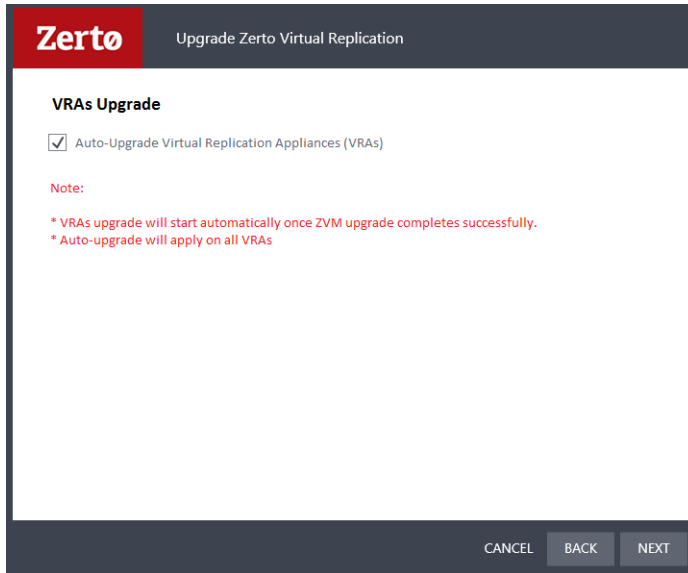 Zerto
Upgrade Zerto Virtual Replication
VRAs Upgrade
Auto-Upgrade Virtual Replication Appliances (VRAs)
Note:
* VRAs upgrade will start automatically once ZVM upgrade completes successfully.
* Auto-upgrade will apply on all VRAs
CANCEL
BACK
NEXT